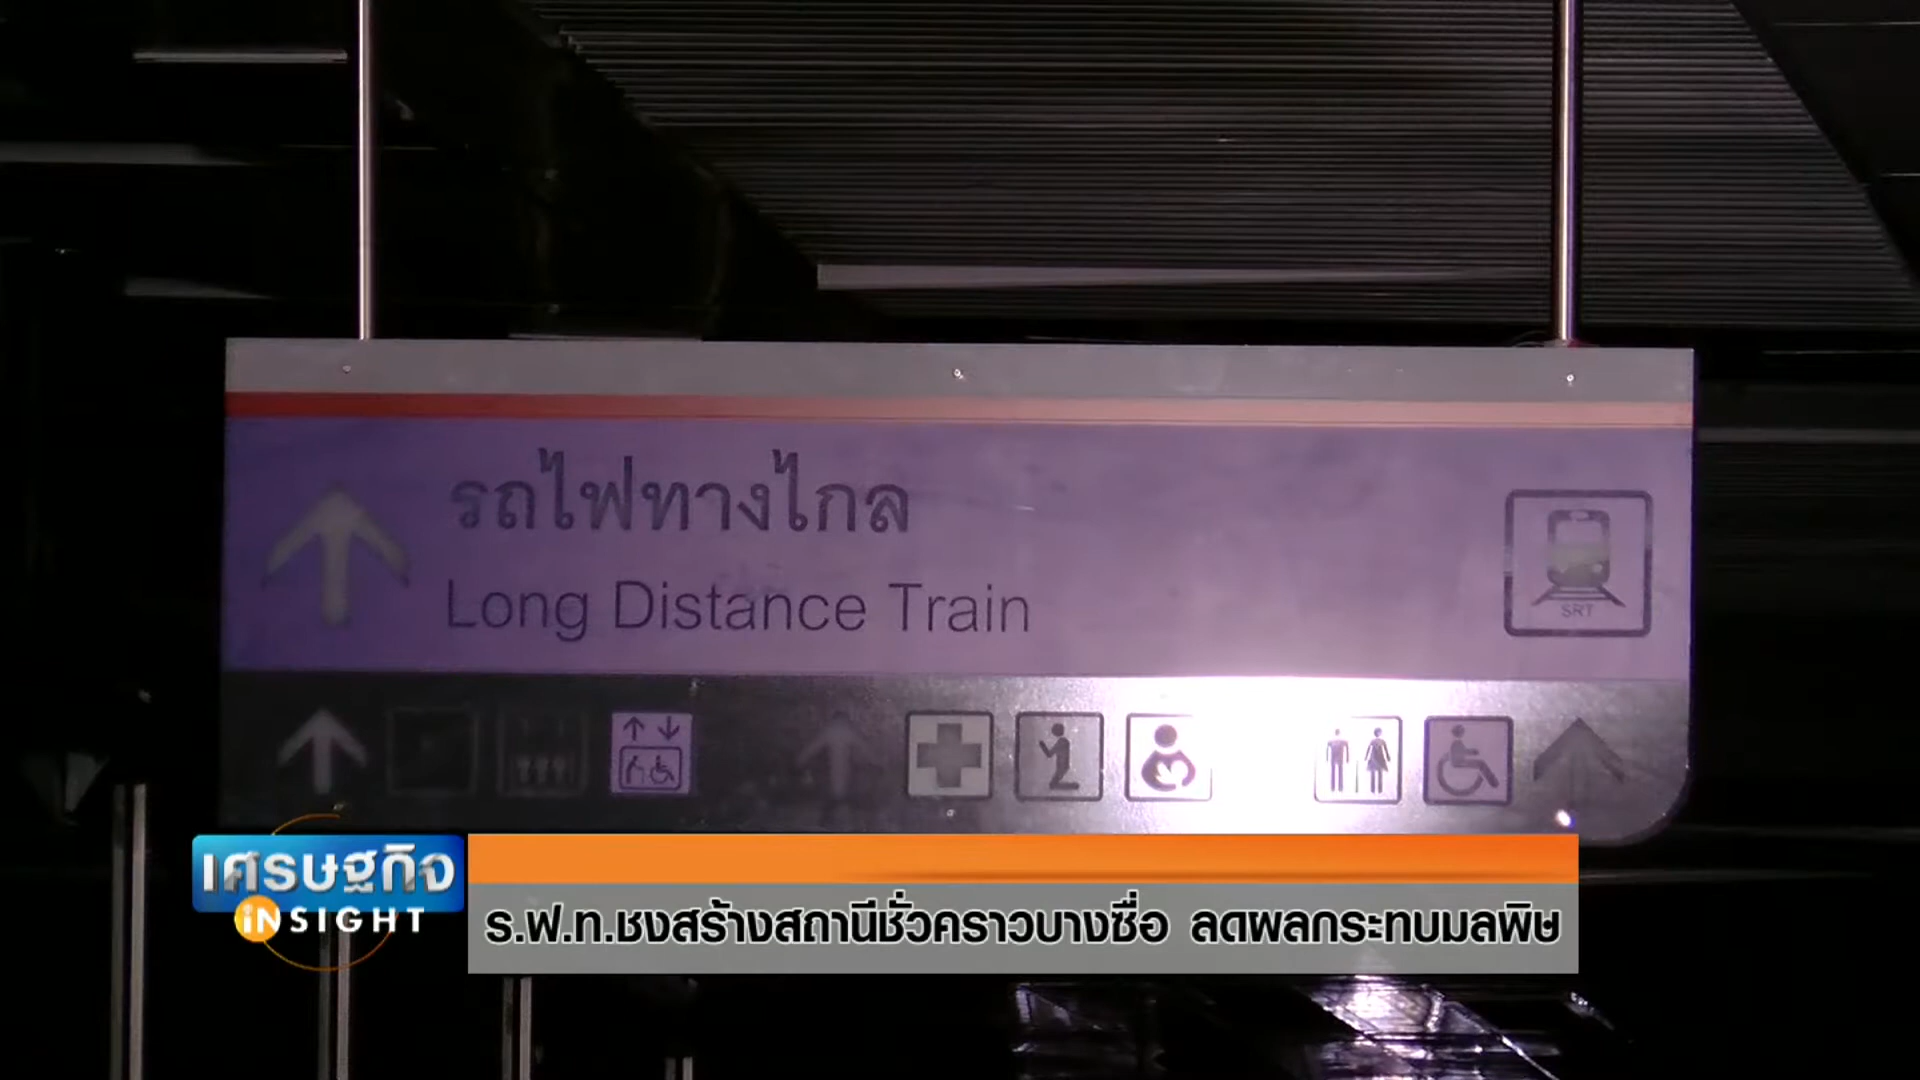 รถไฟทางไกล
Long Distance Train
SRT
เศรษฐกิจ
INSIGHT
ร.ฟ.ท.ชงสร้างสถานีชั่วคราวบางซื่อ ลดผลกระทบมลพิษ